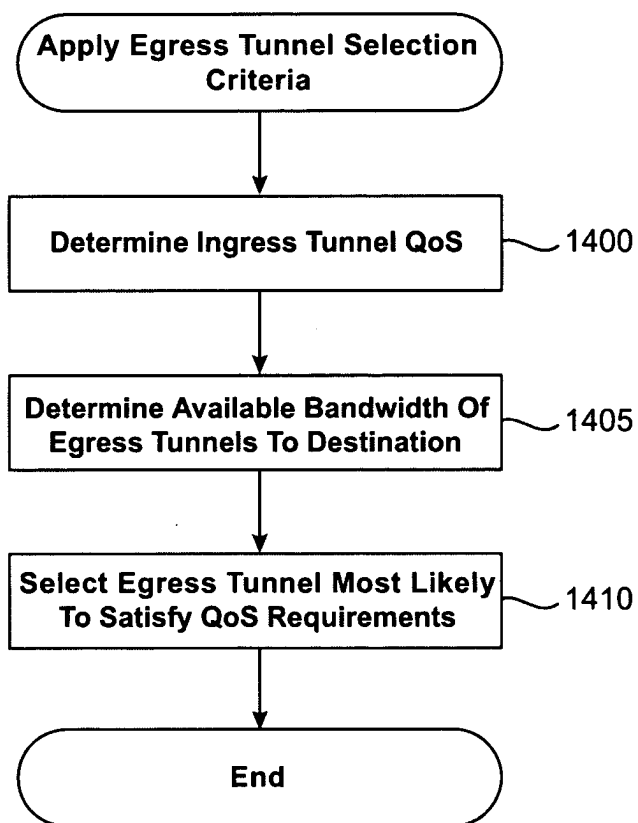 Apply Egress Tunnel Selection
Criteria
Determine Ingress Tunnel QoS
1400
Determine Available Bandwidth Of
Egress Tunnels To Destination
1405
Select Egress Tunnel Most Likely
To Satisfy QoS Requirements
1410
End